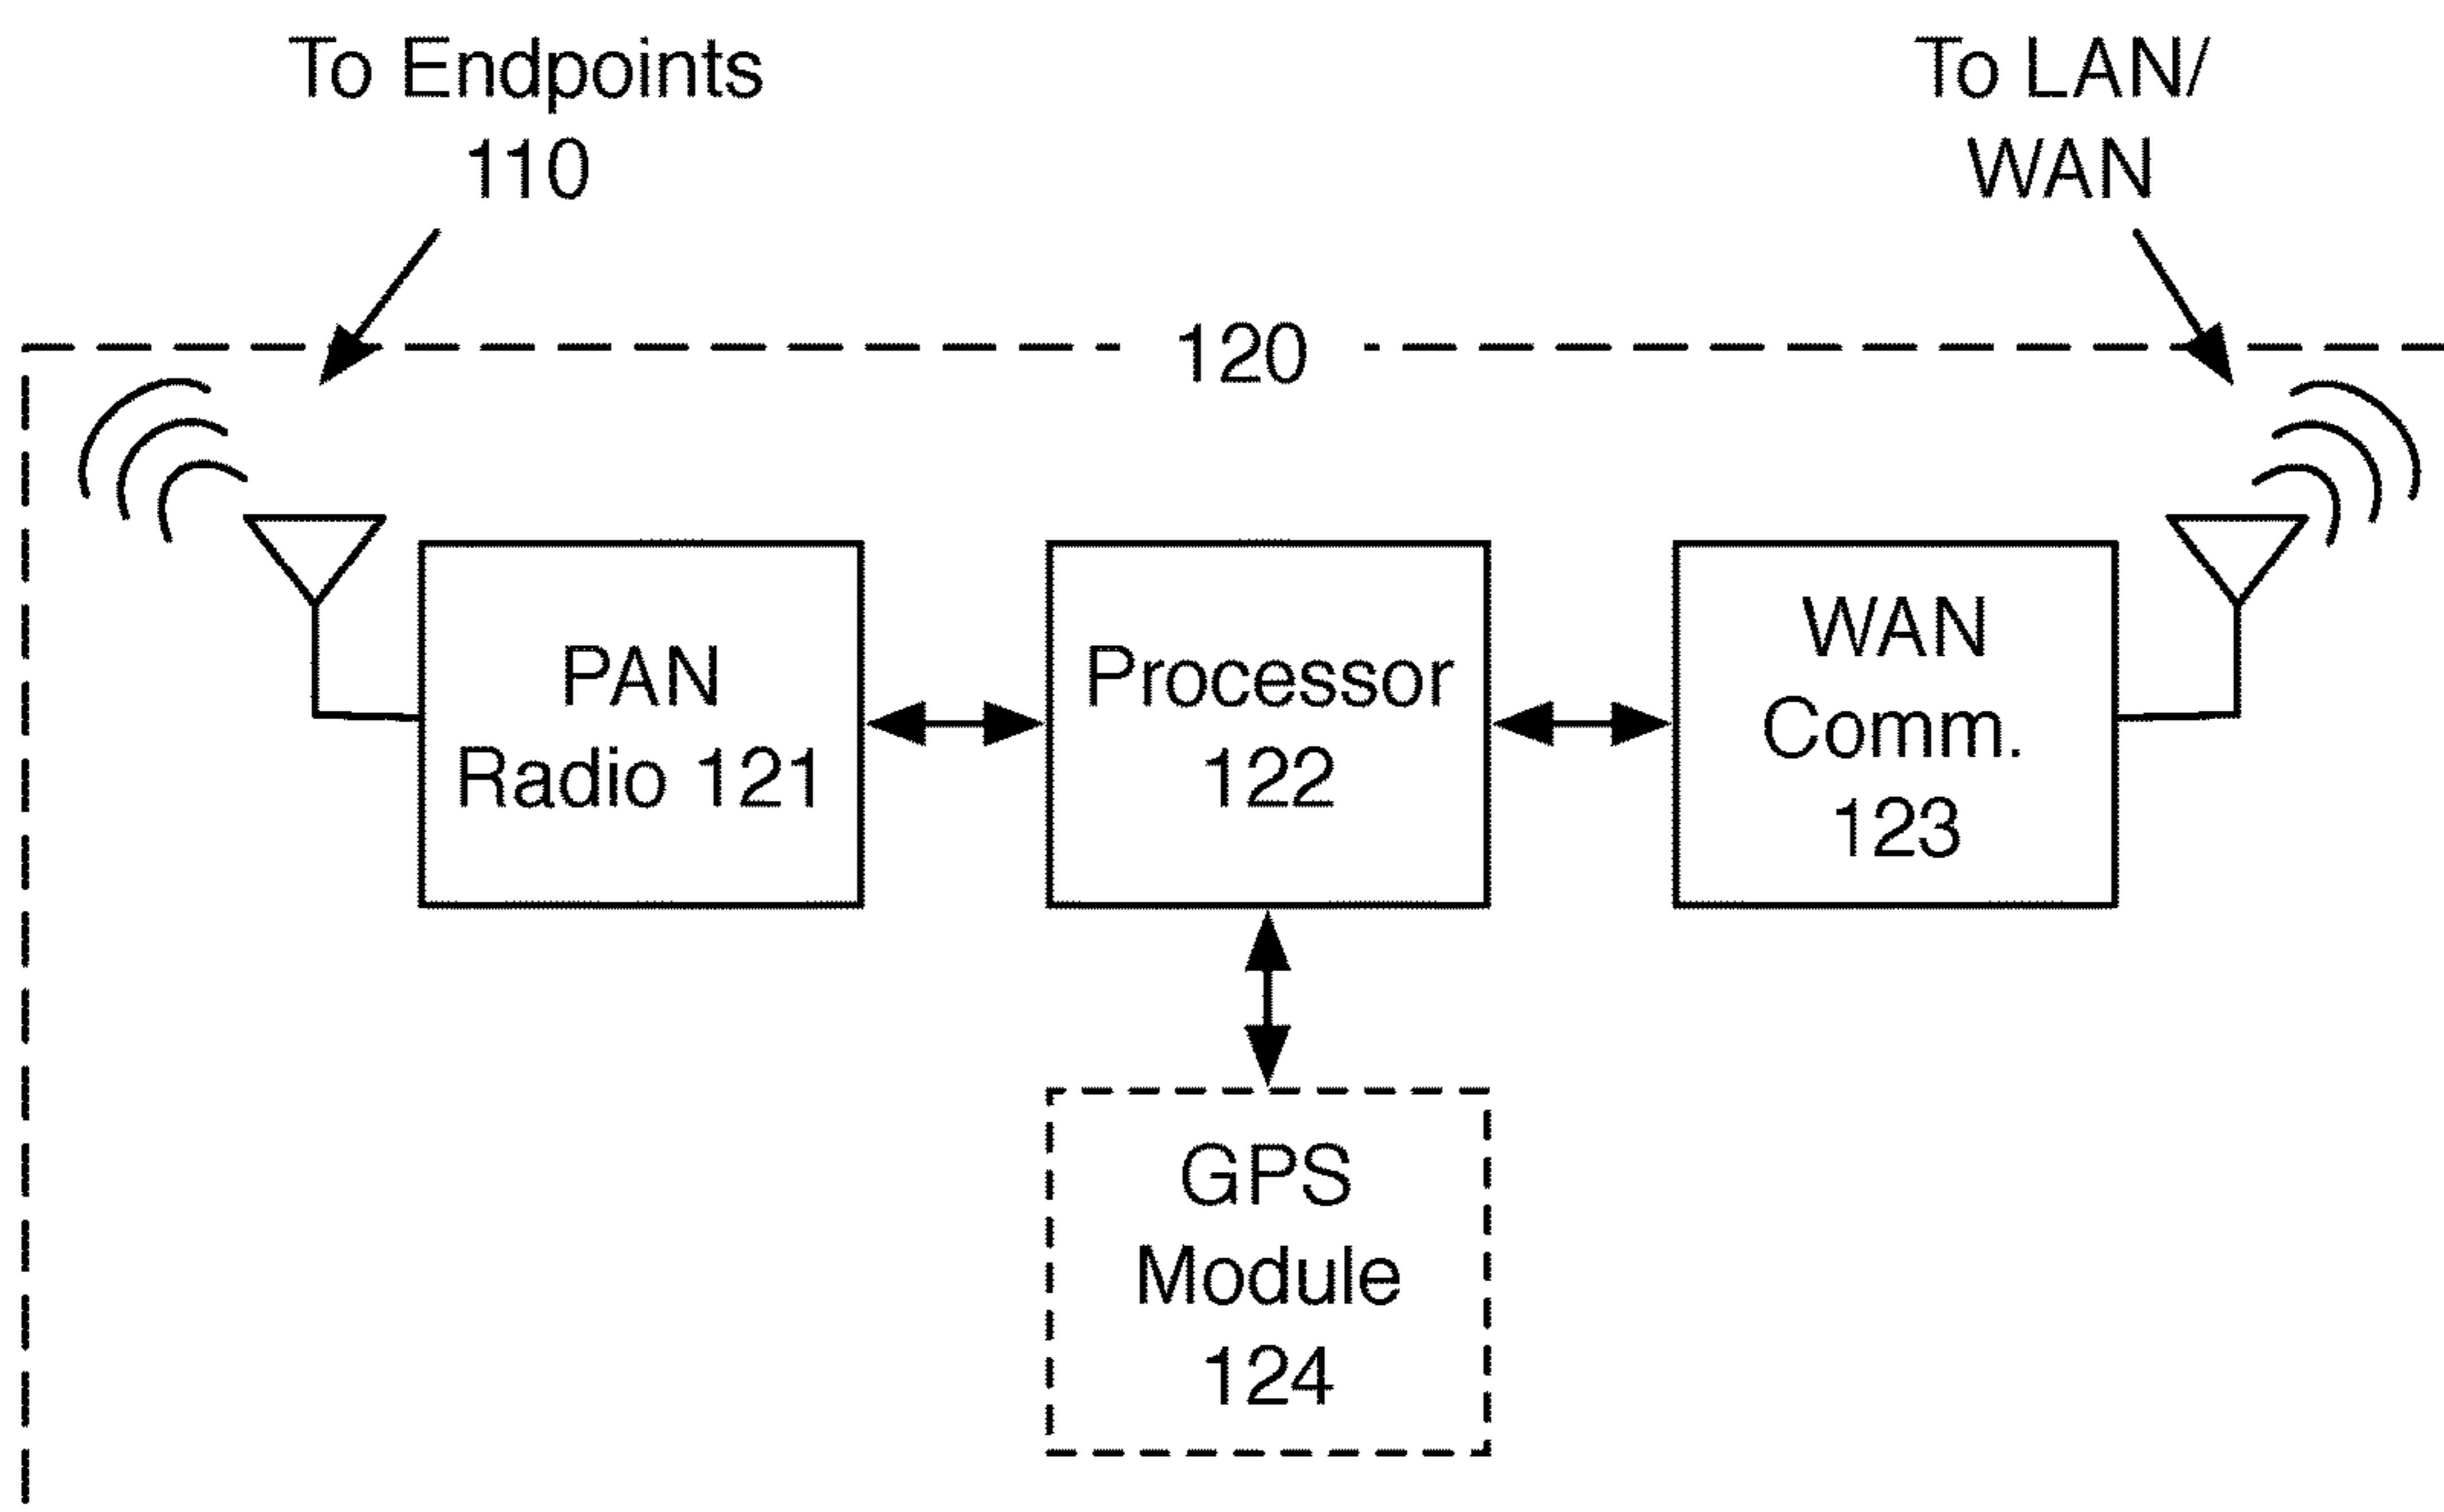 To Endpoints
110
To LAN/
WAN
120
PAN
Radio 121
Processor
122
WAN
Comm.
123
GPS
Module
124